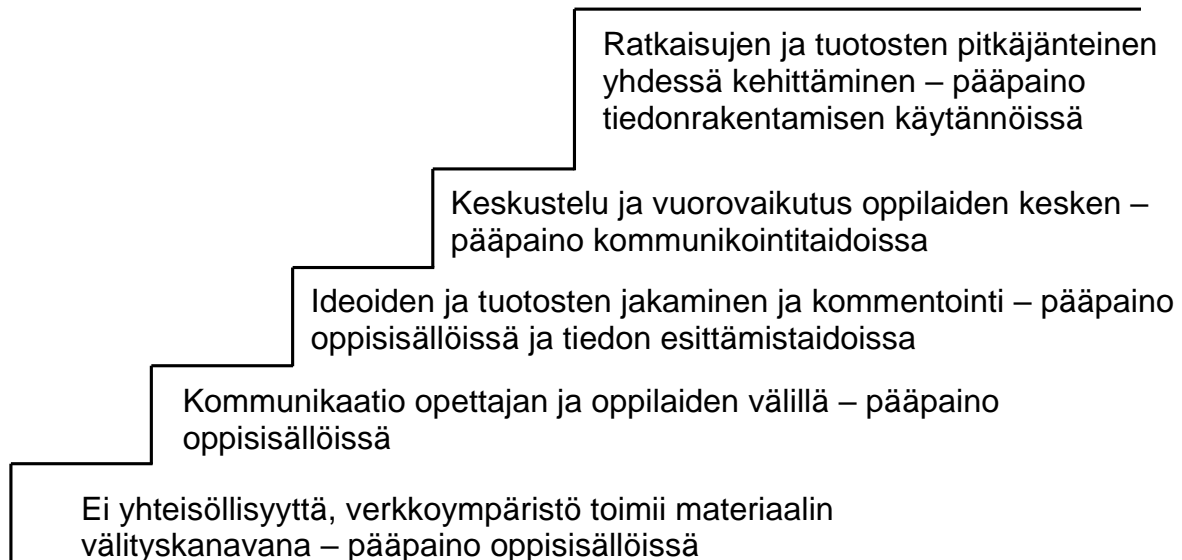 Ratkaisujen ja tuotosten pitkäjänteinen
yhdessä kehittäminen – pääpaino
tiedonrakentamisen käytännöissä
Keskustelu ja vuorovaikutus oppilaiden kesken –
pääpaino kommunikointitaidoissa
Ideoiden ja tuotosten jakaminen ja kommentointi – pääpaino
oppisisällöissä ja tiedon esittämistaidoissa
Kommunikaatio opettajan ja oppilaiden välillä – pääpaino
oppisisällöissä
Ei yhteisöllisyyttä, verkkoympäristö toimii materiaalin
välityskanavana – pääpaino oppisisällöissä